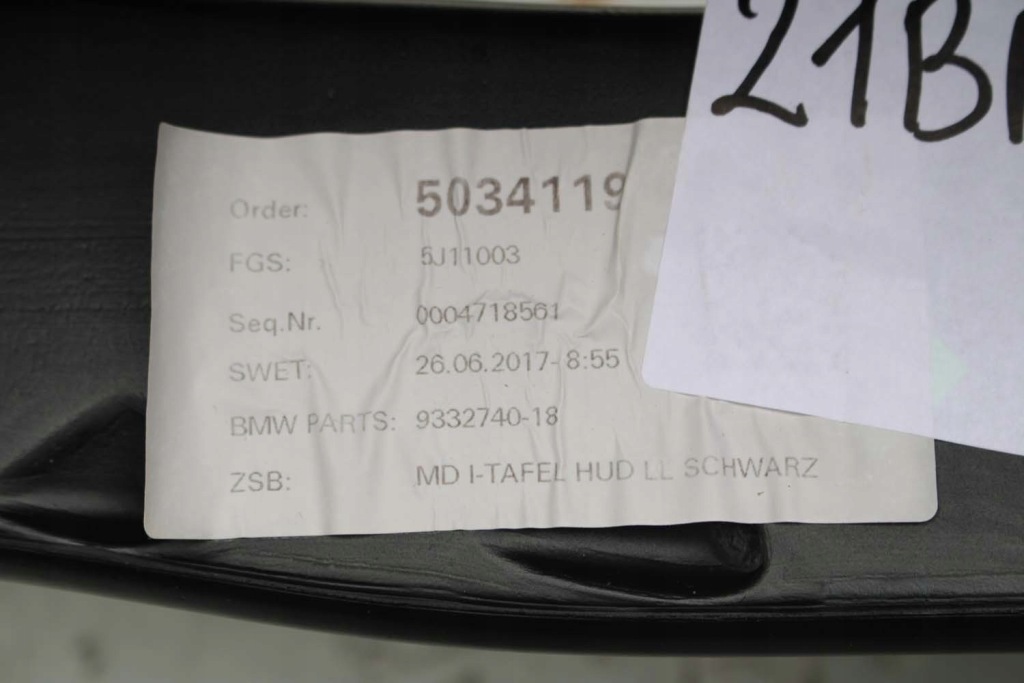 21B
Order: 5034119
FGS: 5J11003
Seq.Nr. 0004718561
SWET: 26.06.2017- 8:55
BMW PARTS: 9332740-18
ZSB: MD I-TAFEL HUD LL SCHWARZ